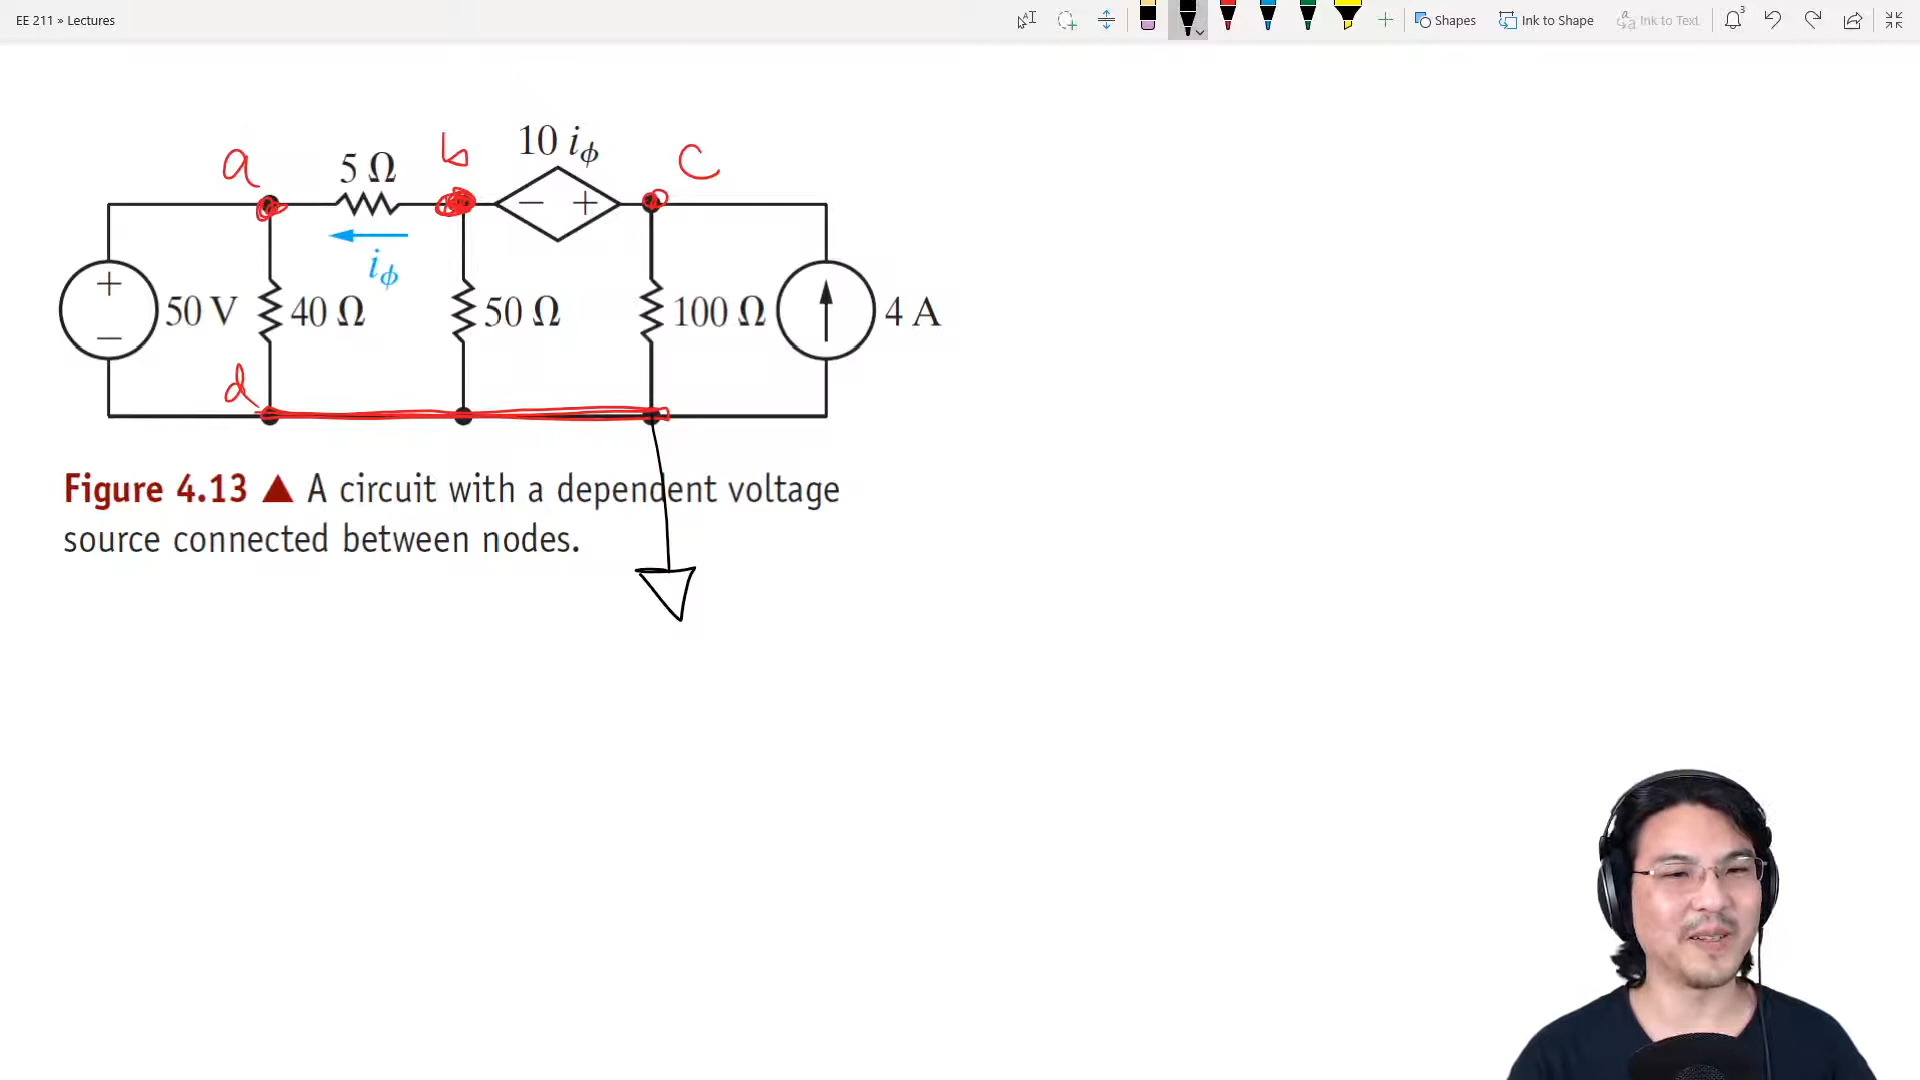 EE 211 » Lectures
Shapes
Ink to Shape
Ink to Text
3
a
5 Ω
b
10 iϕ
c
+
−
50 V
40 Ω
iϕ
50 Ω
− +
100 Ω
4 A
d
Figure 4.13 ▲ A circuit with a dependent voltage
source connected between nodes.